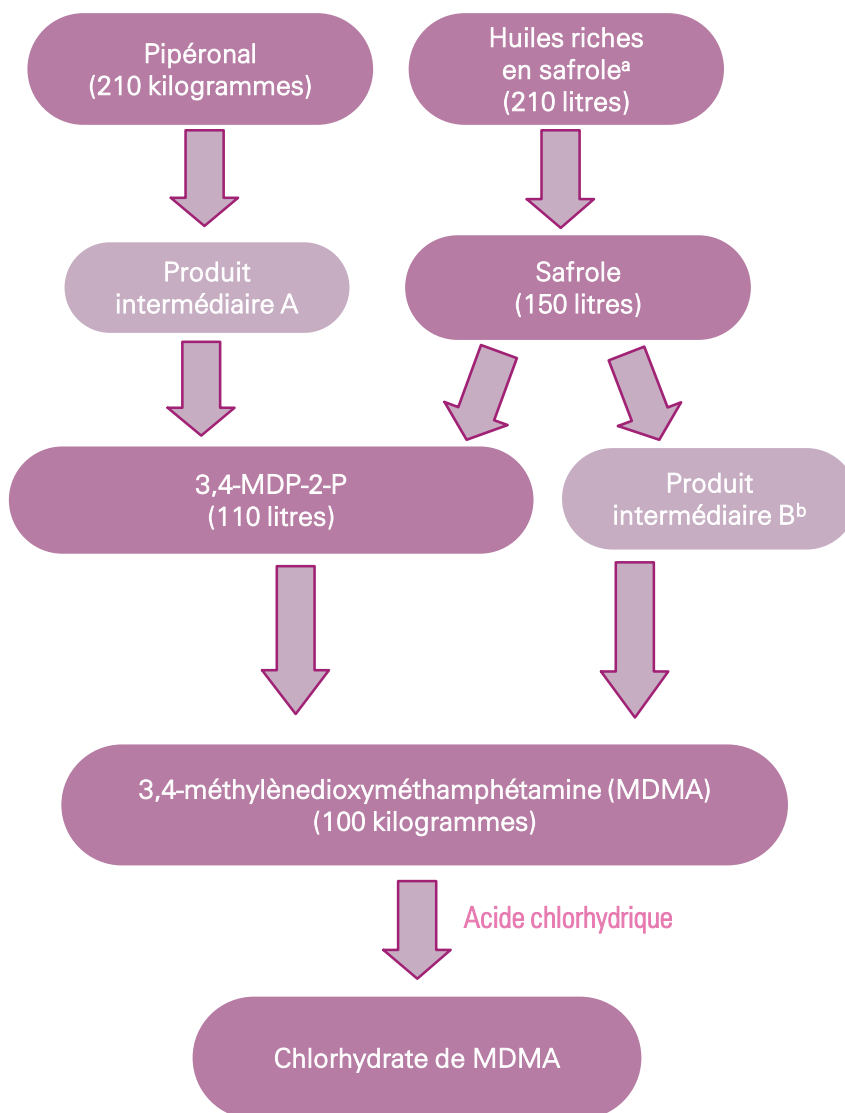 Pipéronal
(210 kilogrammes)
Huiles riches
en safroleᵃ
(210 litres)
Produit
intermédiaire A
Safrole
(150 litres)
3,4-MDP-2-P
(110 litres)
Produit
intermédiaire Bᵇ
3,4-méthylènedioxyméthamphétamine (MDMA)
(100 kilogrammes)
Acide chlorhydrique
Chlorhydrate de MDMA